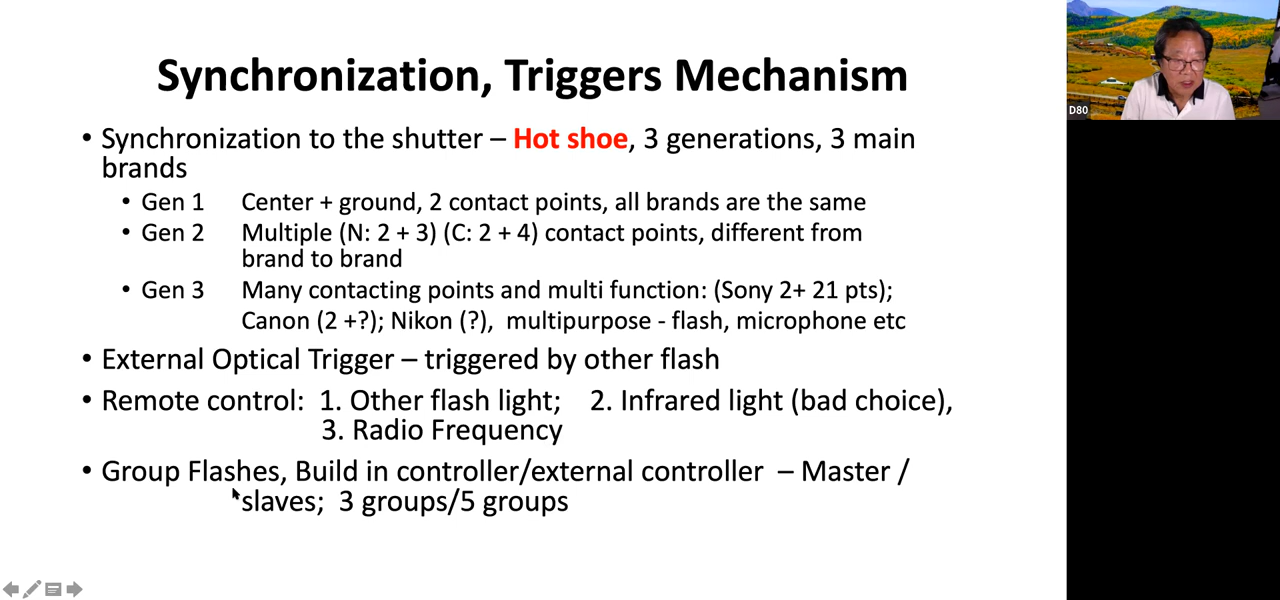 Synchronization, Triggers Mechanism
• Synchronization to the shutter – Hot shoe, 3 generations, 3 main
brands
• Gen 1 Center + ground, 2 contact points, all brands are the same
• Gen 2 Multiple (N: 2 + 3) (C: 2 + 4) contact points, different from
brand to brand
• Gen 3 Many contacting points and multi function: (Sony 2+ 21 pts);
Canon (2 +?); Nikon (?), multipurpose - flash, microphone etc
• External Optical Trigger – triggered by other flash
• Remote control: 1. Other flash light; 2. Infrared light (bad choice),
3. Radio Frequency
• Group Flashes, Build in controller/external controller – Master /
slaves; 3 groups/5 groups
D80